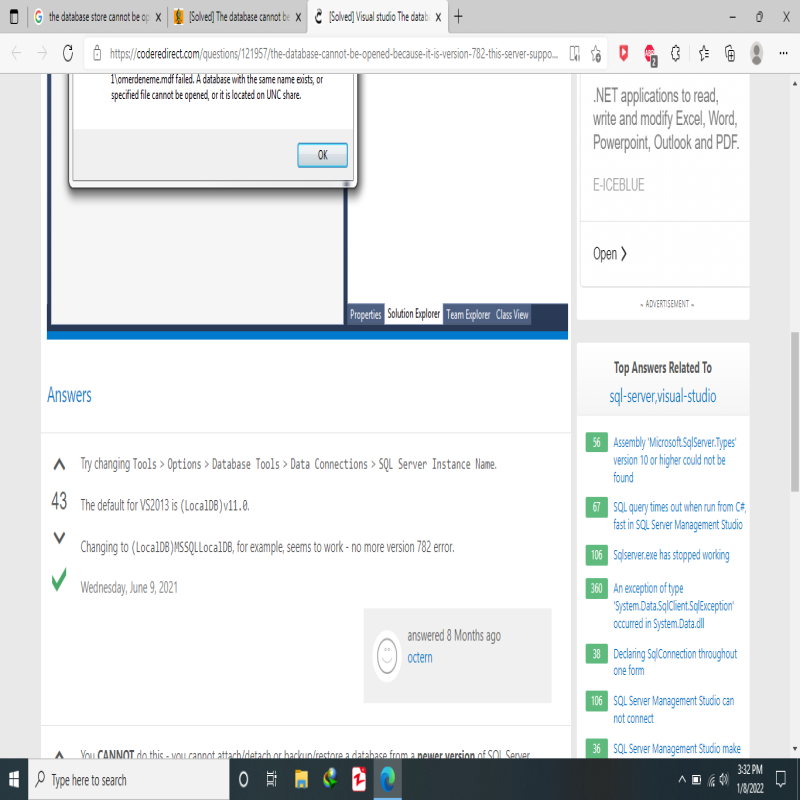 the database store cannot be op
[Solved] The database cannot be
[Solved] Visual studio The datab
https://coderedirect.com/questions/121957/the-database-cannot-be-opened-because-it-is-version-782-this-server-suppo...
2
1\omerdeneme.mdf failed. A database with the same name exists, or
specified file cannot be opened, or it is located on UNC share.
OK
Properties Solution Explorer Team Explorer Class View
.NET applications to read,
write and modify Excel, Word,
Powerpoint, Outlook and PDF.
E-ICEBLUE
Open
ADVERTISEMENT
Answers
Try changing Tools > Options > Database Tools > Data Connections > SQL Server Instance Name.
43
The default for VS2013 is (LocalDB)v11.0.
Changing to (LocalDB)MSSQLLocalDB, for example, seems to work - no more version 782 error.
Wednesday, June 9, 2021
answered 8 Months ago
octern
You CANNOT do this - you cannot attach/detach or backup/restore a database from a newer version of SQL Server
Top Answers Related To
sql-server,visual-studio
56 Assembly 'Microsoft.SqlServer.Types'
version 10 or higher could not be
found
67 SQL query times out when run from C#,
fast in SQL Server Management Studio
106 Sqlserver.exe has stopped working
360 An exception of type
'System.Data.SqlClient.SqlException'
occurred in System.Data.dll
38 Declaring SqlConnection throughout
one form
106 SQL Server Management Studio can
not connect
36 SQL Server Management Studio make
Type here to search
3:32 PM
1/8/2022